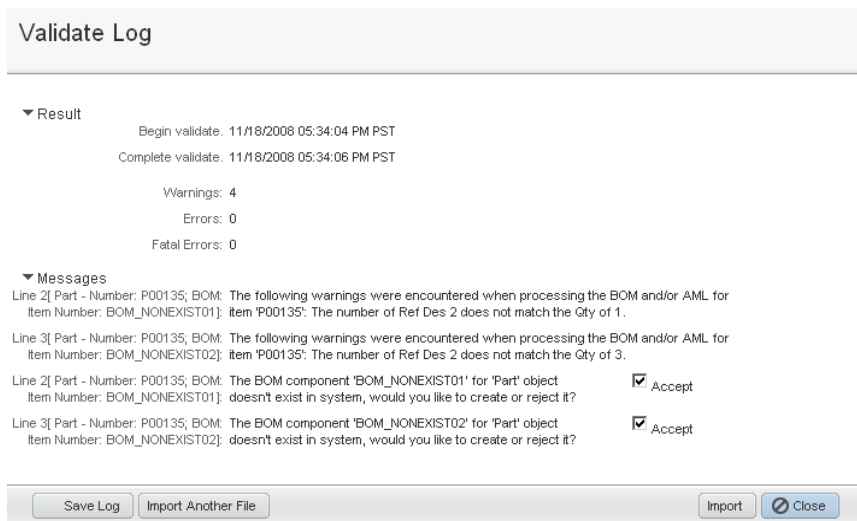 Validate Log
Result
Begin validate. 11/18/2008 05:34:04 PM PST
Complete validate. 11/18/2008 05:34:06 PM PST
Warnings: 4
Errors: 0
Fatal Errors: 0
Messages
Line 2[ Part - Number: P00135; BOM: The following warnings were encountered when processing the BOM and/or AML for
Item Number: BOM_NONEXIST01]: item 'P00135': The number of Ref Des 2 does not match the Qty of 1.
Line 3[ Part - Number: P00135; BOM: The following warnings were encountered when processing the BOM and/or AML for
Item Number: BOM_NONEXIST02]: item 'P00135': The number of Ref Des 2 does not match the Qty of 3.
Line 2[ Part - Number: P00135; BOM: The BOM component 'BOM_NONEXIST01' for 'Part' object Accept
Item Number: BOM_NONEXIST01]: doesn't exist in system, would you like to create or reject it?
Line 3[ Part - Number: P00135; BOM: The BOM component 'BOM_NONEXIST02' for 'Part' object Accept
Item Number: BOM_NONEXIST02]: doesn't exist in system, would you like to create or reject it?
Save Log Import Another File Import Close